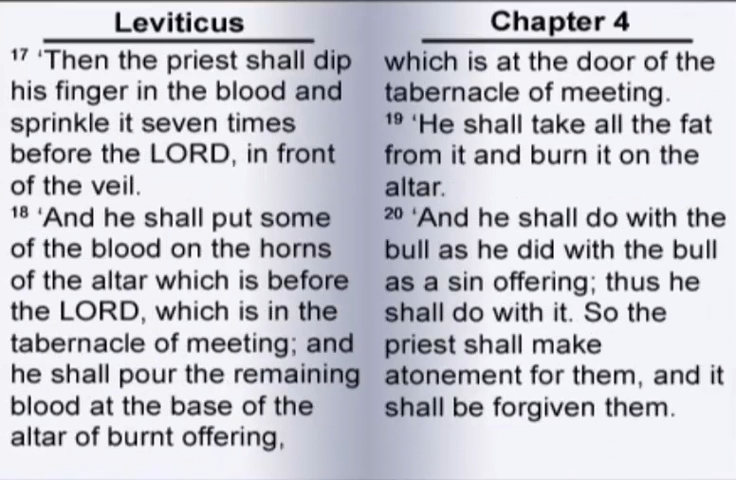 Leviticus
¹⁷ ‘Then the priest shall dip
his finger in the blood and
sprinkle it seven times
before the LORD, in front
of the veil.
¹⁸ ‘And he shall put some
of the blood on the horns
of the altar which is before
the LORD, which is in the
tabernacle of meeting; and
he shall pour the remaining
blood at the base of the
altar of burnt offering,
Chapter 4
which is at the door of the
tabernacle of meeting.
¹⁹ ‘He shall take all the fat
from it and burn it on the
altar.
²⁰ ‘And he shall do with the
bull as he did with the bull
as a sin offering; thus he
shall do with it. So the
priest shall make
atonement for them, and it
shall be forgiven them.